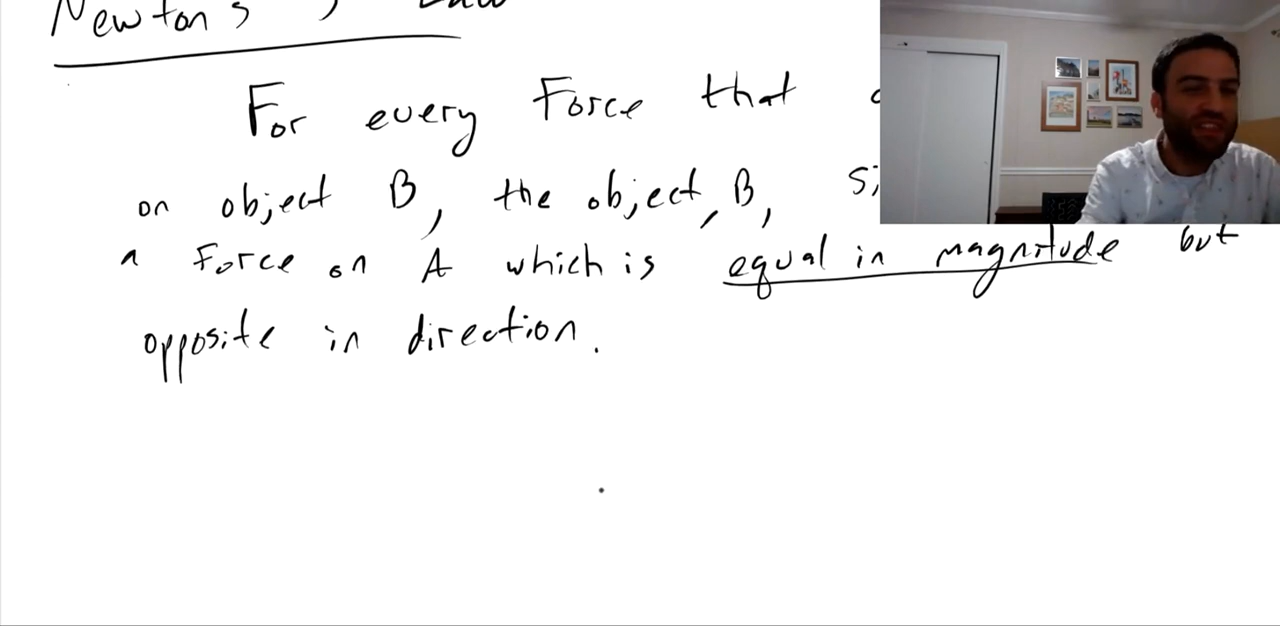 Newton's
For every Force that
on object B, the object, B,
a Force on A which is equal in magnitude but
opposite in direction.